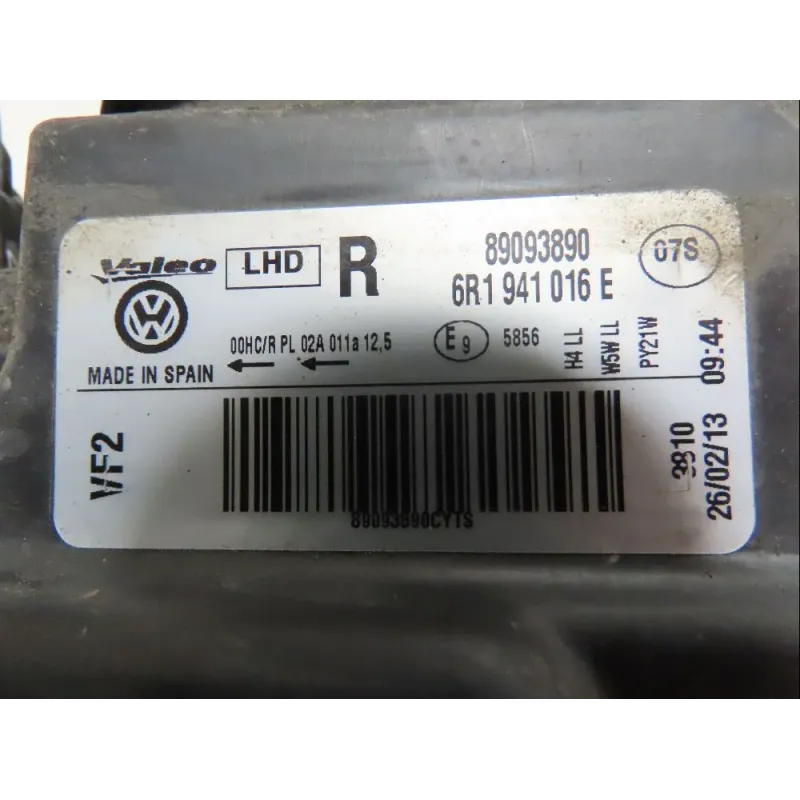 Valeo LHD R 89093890 07S
6R1 941 016 E
00HC/R PL 02A 011a 12,5 E9 5856
MADE IN SPAIN
H4 LL
W5W LL
PY21W
VF2
89093890CYTS
3810
26/02/13 09:44